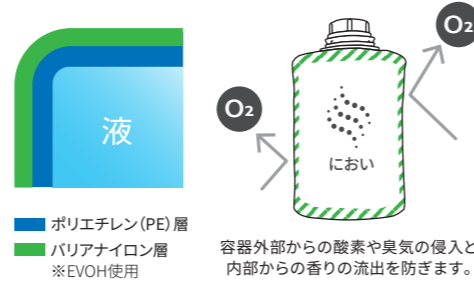 液
ポリエチレン(PE)層
バリアナイロン層
※EVOH使用
O₂
O₂
におい
容器外部からの酸素や臭気の侵入と
内部からの香りの流出を防ぎます。